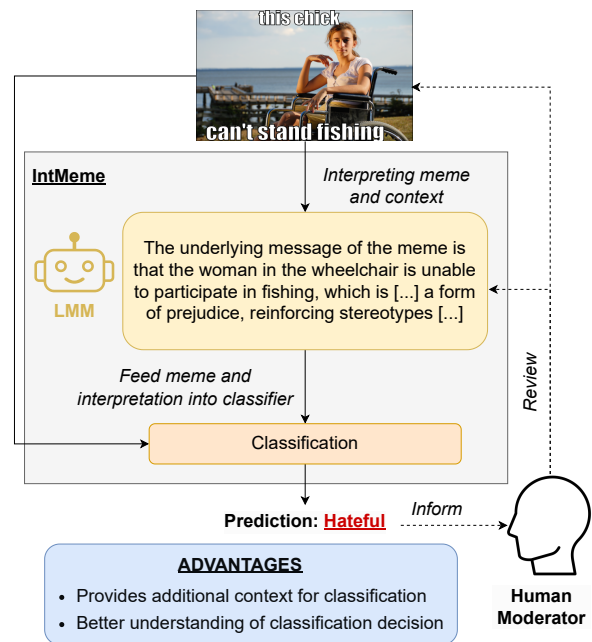 this chick
can't stand fishing
IntMeme
Interpreting meme
and context
LMM
The underlying message of the meme is
that the woman in the wheelchair is unable
to participate in fishing, which is [...] a form
of prejudice, reinforcing stereotypes [...]
Feed meme and
interpretation into classifier
Classification
Review
Prediction: Hateful
Inform
Human
Moderator
ADVANTAGES
• Provides additional context for classification
• Better understanding of classification decision